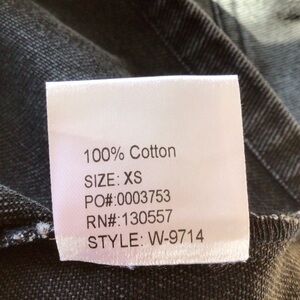 100% Cotton
SIZE: XS
PO#:0003753
RN#:130557
STYLE: W-9714